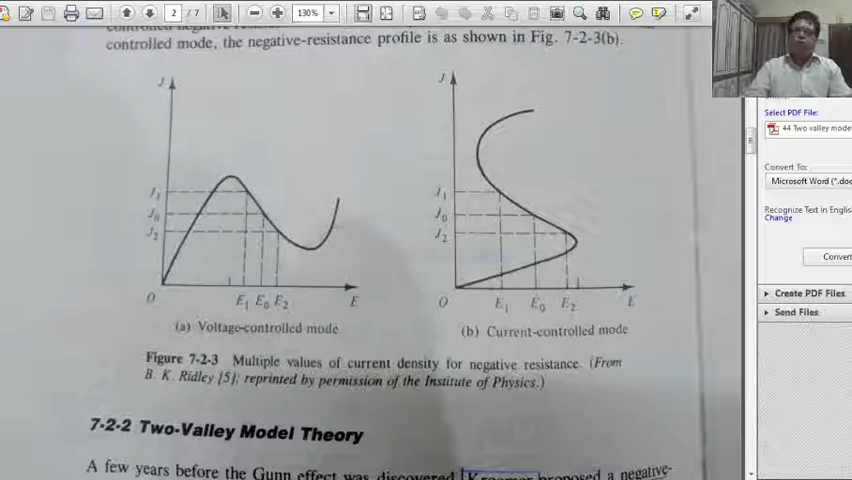 2 / 7
130%
Select PDF File:
44 Two valley model
Convert To:
Microsoft Word (*.doc
Recognize Text in English
Change
Convert
Create PDF Files
Send Files
controlled mode, the negative-resistance profile is as shown in Fig. 7-2-3(b).
J
J1
J0
J2
O
E1 E0 E2
E
(a) Voltage-controlled mode
J
J1
J0
J2
O
E1
E0
E2
E
(b) Current-controlled mode
Figure 7-2-3 Multiple values of current density for negative resistance. (From
B. K. Ridley [5]; reprinted by permission of the Institute of Physics.)
7-2-2 Two-Valley Model Theory
A few years before the Gunn effect was discovered Kroemer proposed a negative-